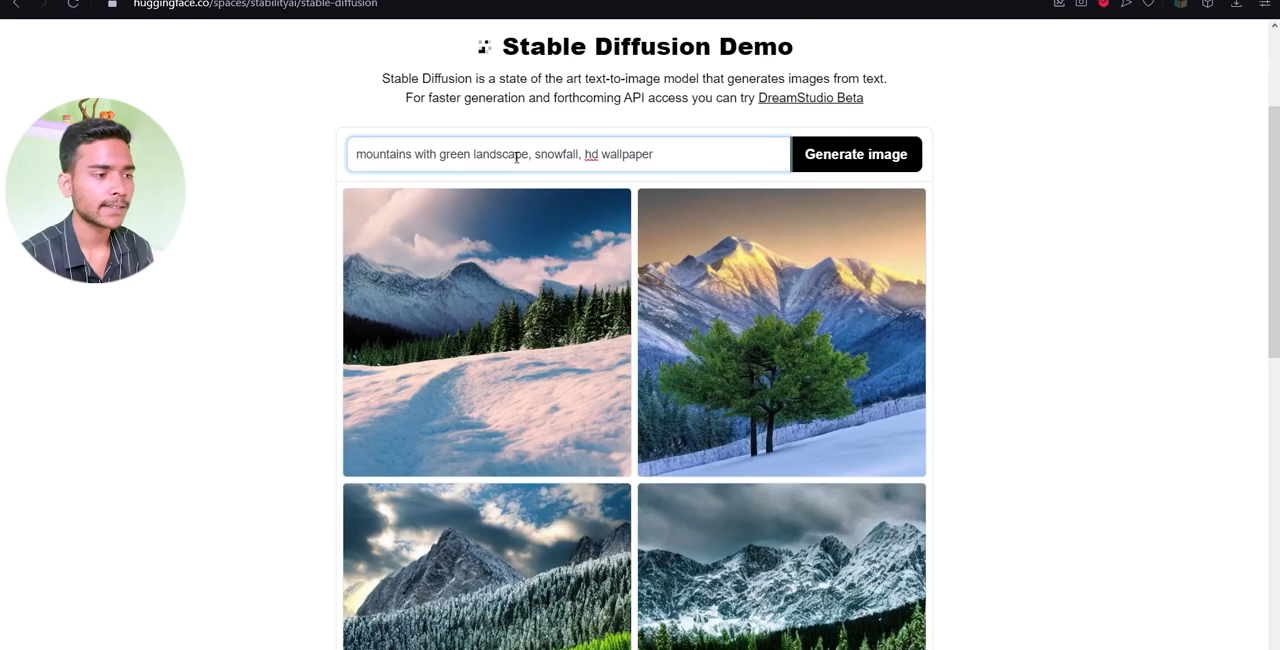 huggingface.co/spaces/stabilityai/stable-diffusion
Stable Diffusion Demo
Stable Diffusion is a state of the art text-to-image model that generates images from text.
For faster generation and forthcoming API access you can try DreamStudio Beta
mountains with green landscape, snowfall, hd wallpaper
Generate image